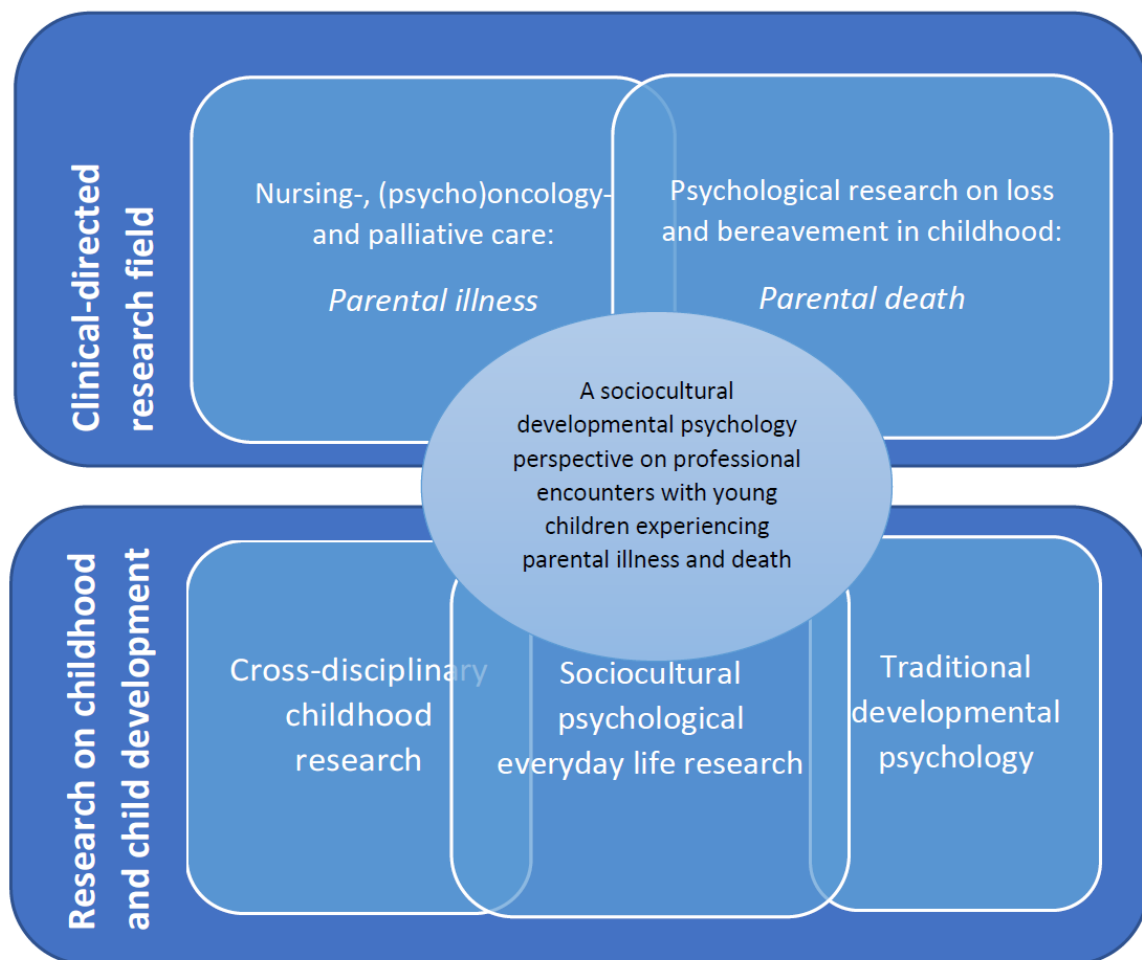 Clinical-directed
research field
Nursing-, (psycho)oncology-
and palliative care:
Parental illness
Psychological research on loss
and bereavement in childhood:
Parental death
A sociocultural
developmental psychology
perspective on professional
encounters with young
children experiencing
parental illness and death
Research on childhood
and child development
Cross-disciplinary
childhood
research
Sociocultural
psychological
everyday life research
Traditional
developmental
psychology